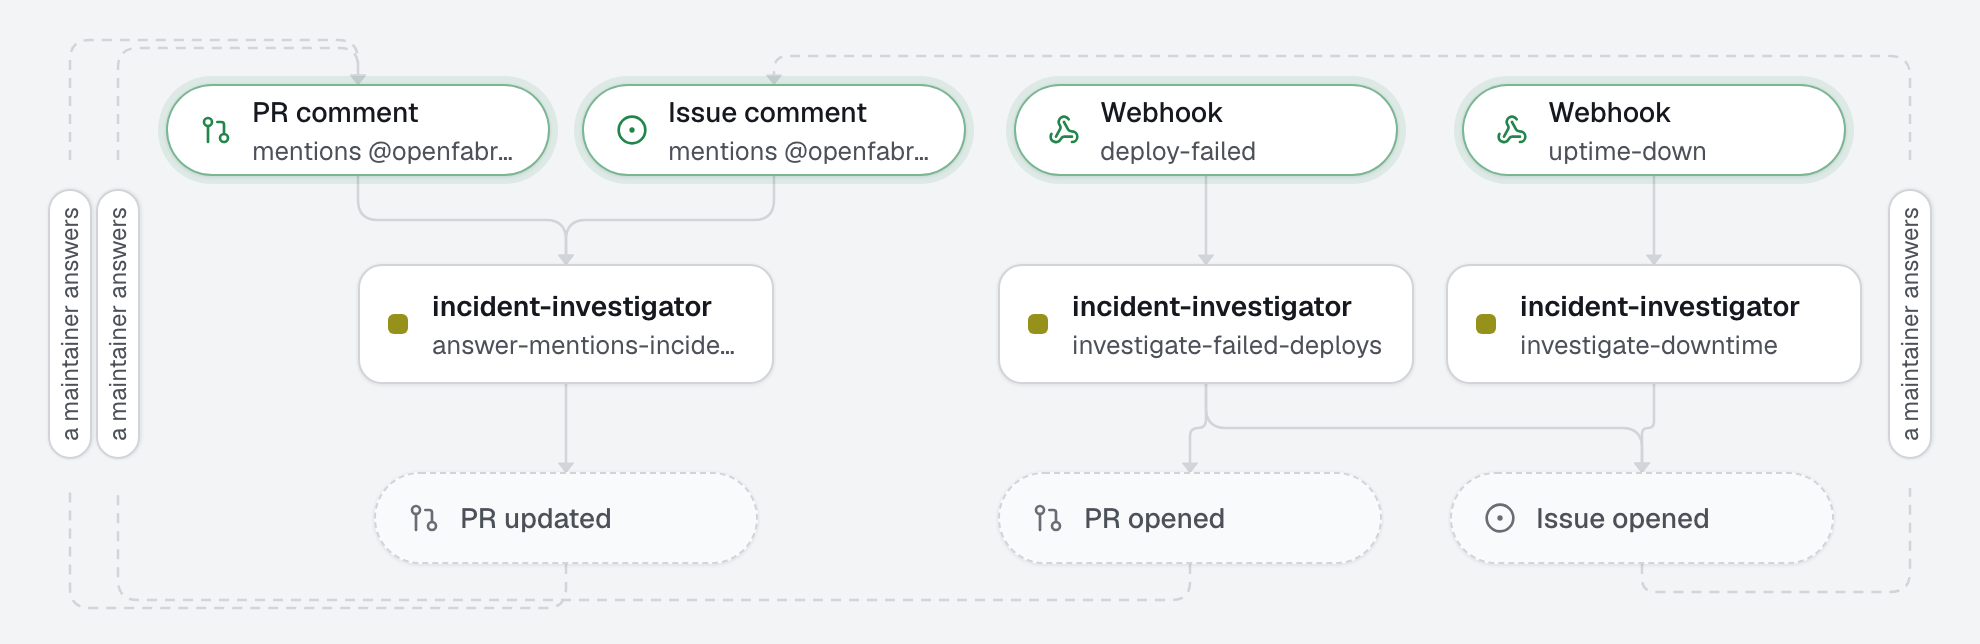 PR comment
mentions @openfabr...
Issue comment
mentions @openfabr...
Webhook
deploy-failed
Webhook
uptime-down
a maintainer answers
a maintainer answers
a maintainer answers
incident-investigator
answer-mentions-incide...
incident-investigator
investigate-failed-deploys
incident-investigator
investigate-downtime
PR updated
PR opened
Issue opened